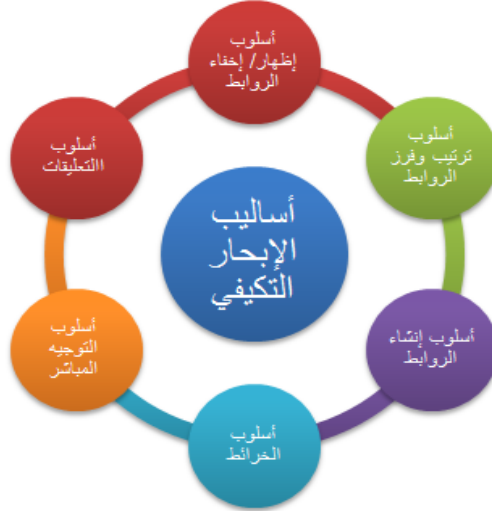 أسلوب
إظهار/ إخفاء
الروابط
أسلوب
ترتيب وفرز
الروابط
أسلوب إنشاء
الروابط
أسلوب
الخرائط
أسلوب
التوجيه
المباشر
أسلوب
االتعليقات
أساليب
الإبحار
التكيفي